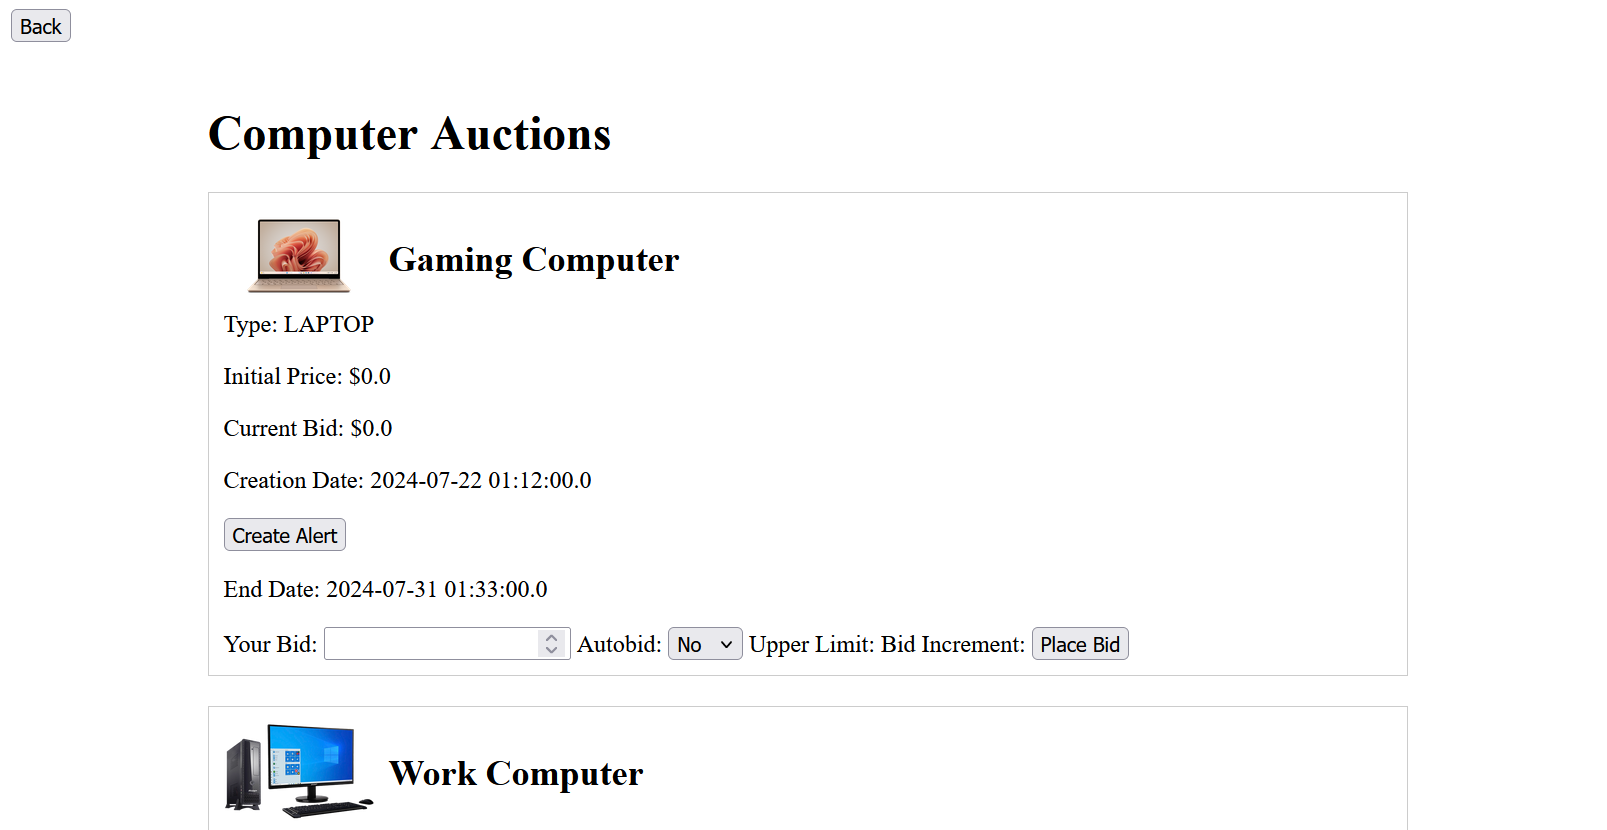 Back
Computer Auctions
Gaming Computer
Type: LAPTOP
Initial Price: $0.0
Current Bid: $0.0
Creation Date: 2024-07-22 01:12:00.0
Create Alert
End Date: 2024-07-31 01:33:00.0
Your Bid: Autobid: No Upper Limit: Bid Increment: Place Bid
Work Computer